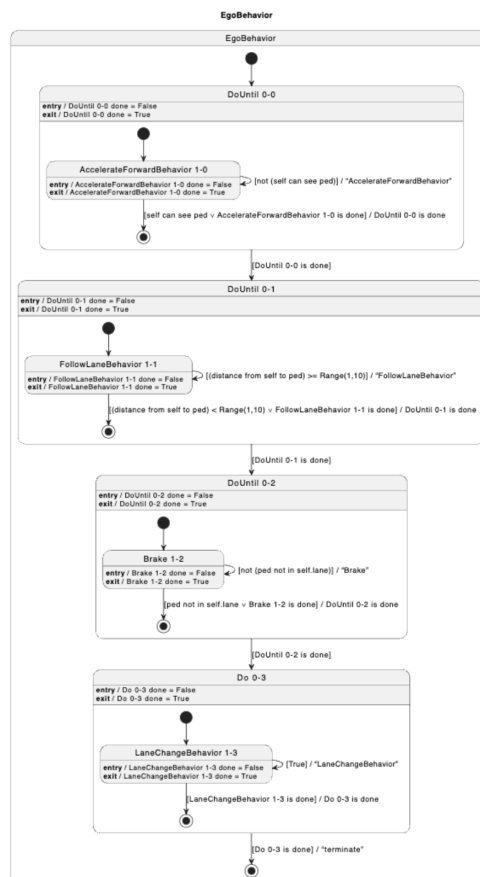 EgoBehavior
EgoBehavior
DoUntil 0-0
entry / DoUntil 0-0 done = False
exit / DoUntil 0-0 done = True
AccelerateForwardBehavior 1-0
entry / AccelerateForwardBehavior 1-0 done = False
exit / AccelerateForwardBehavior 1-0 done = True
[not (self can see ped)] / "AccelerateForwardBehavior"
[self can see ped ∨ AccelerateForwardBehavior 1-0 is done] / DoUntil 0-0 is done
[DoUntil 0-0 is done]
DoUntil 0-1
entry / DoUntil 0-1 done = False
exit / DoUntil 0-1 done = True
FollowLaneBehavior 1-1
entry / FollowLaneBehavior 1-1 done = False
exit / FollowLaneBehavior 1-1 done = True
[(distance from self to ped) >= Range(1,10)] / "FollowLaneBehavior"
[(distance from self to ped) < Range(1,10) ∨ FollowLaneBehavior 1-1 is done] / DoUntil 0-1 is done
[DoUntil 0-1 is done]
DoUntil 0-2
entry / DoUntil 0-2 done = False
exit / DoUntil 0-2 done = True
Brake 1-2
entry / Brake 1-2 done = False
exit / Brake 1-2 done = True
[not (ped not in self.lane)] / "Brake"
[ped not in self.lane ∨ Brake 1-2 is done] / DoUntil 0-2 is done
[DoUntil 0-2 is done]
Do 0-3
entry / Do 0-3 done = False
exit / Do 0-3 done = True
LaneChangeBehavior 1-3
entry / LaneChangeBehavior 1-3 done = False
exit / LaneChangeBehavior 1-3 done = True
[True] / "LaneChangeBehavior"
[LaneChangeBehavior 1-3 is done] / Do 0-3 is done
[Do 0-3 is done] / "terminate"